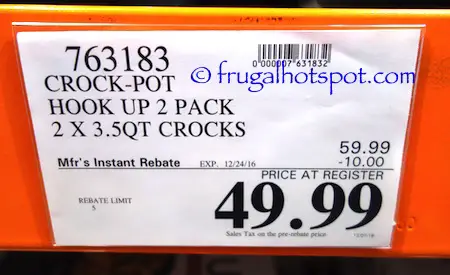 763183
0"000007"631832"
© frugalhotspot.com
CROCK-POT
HOOK UP 2 PACK
2 X 3.5QT CROCKS
59.99
Mfr's Instant Rebate EXP. 12/24/16 -10.00
PRICE AT REGISTER
REBATE LIMIT
5
49.99
Sales Tax on the pre-rebate price